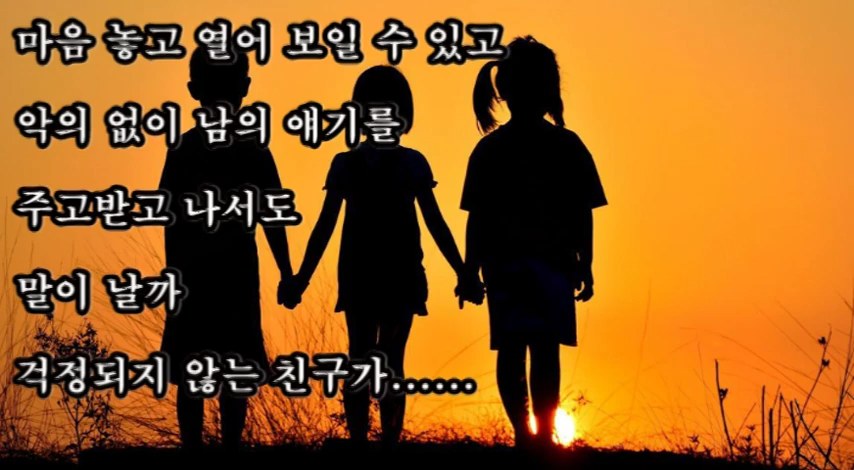 마음 놓고 열어 보일 수 있고
악의 없이 남의 얘기를
주고받고 나서도
말이 날까
걱정되지 않는 친구가......